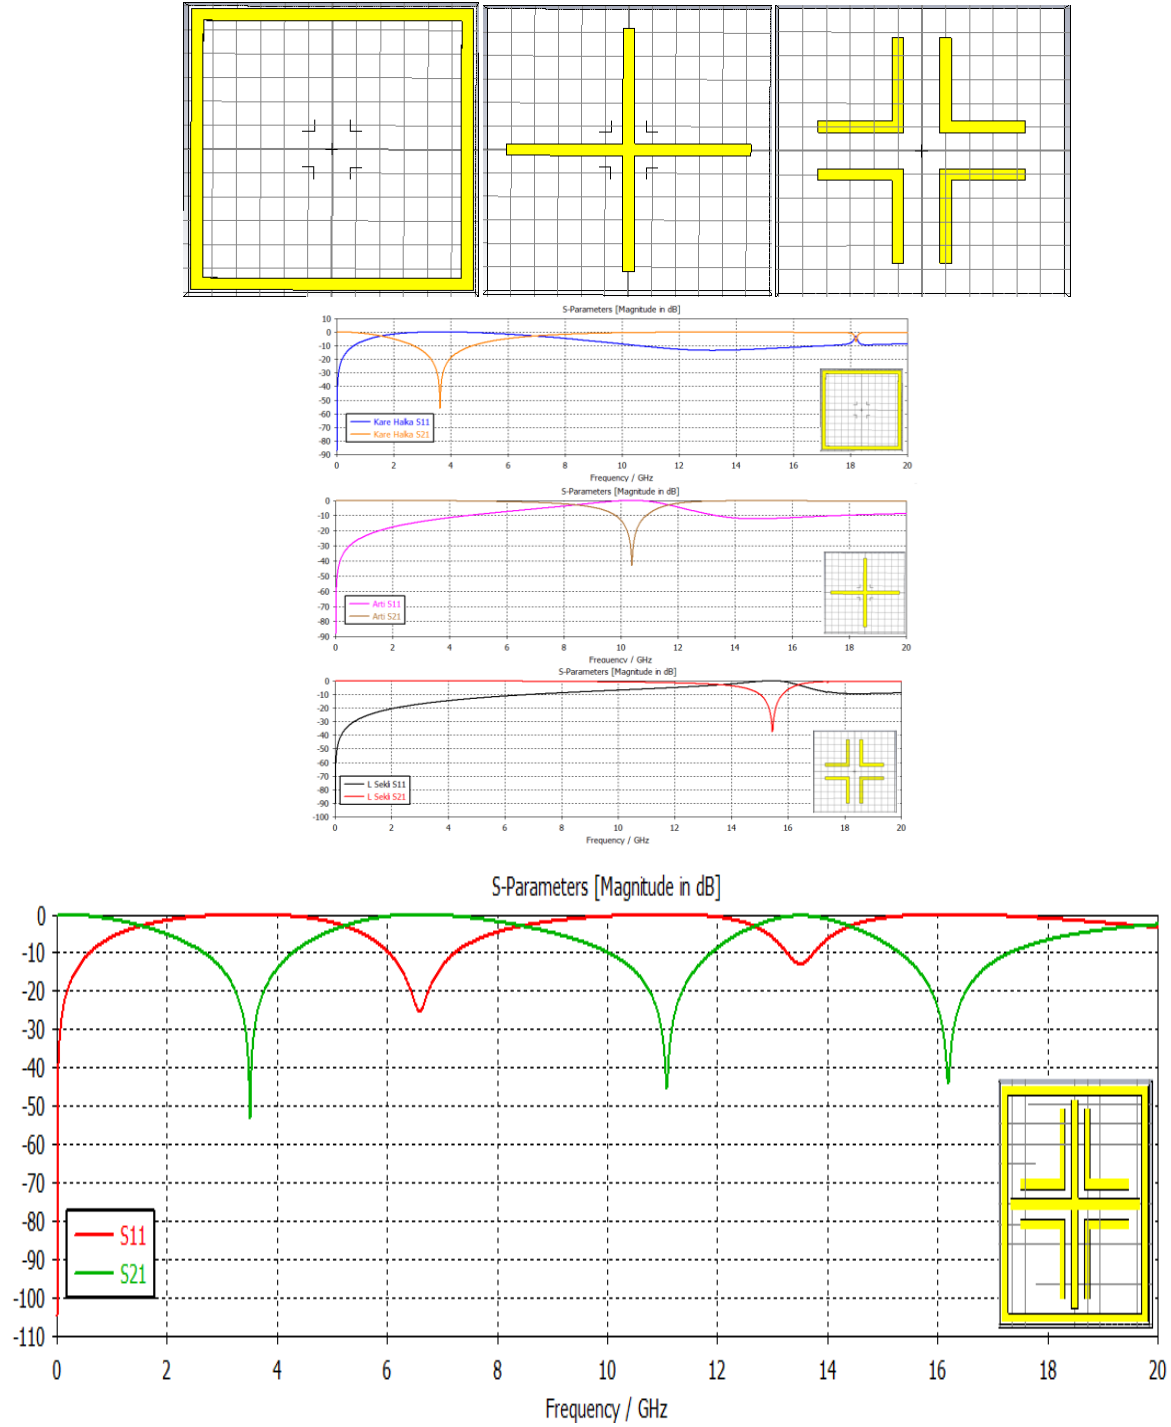 S-Parameters [Magnitude in dB]
10
0
-10
-20
-30
-40
-50
-60
-70
-80
-90
Kare Halka S11
Kare Halka S21
0 2 4 6 8 10 12 14 16 18 20
Frequency / GHz
S-Parameters [Magnitude in dB]
0
-10
-20
-30
-40
-50
-60
-70
-80
-90
Arti S11
Arti S21
0 2 4 6 8 10 12 14 16 18 20
Frequency / GHz
S-Parameters [Magnitude in dB]
0
-10
-20
-30
-40
-50
-60
-70
-80
-90
-100
L Sekli S11
L Sekli S21
0 2 4 6 8 10 12 14 16 18 20
Frequency / GHz
S-Parameters [Magnitude in dB]
0
-10
-20
-30
-40
-50
-60
-70
-80
-90
-100
-110
S11
S21
0 2 4 6 8 10 12 14 16 18 20
Frequency / GHz